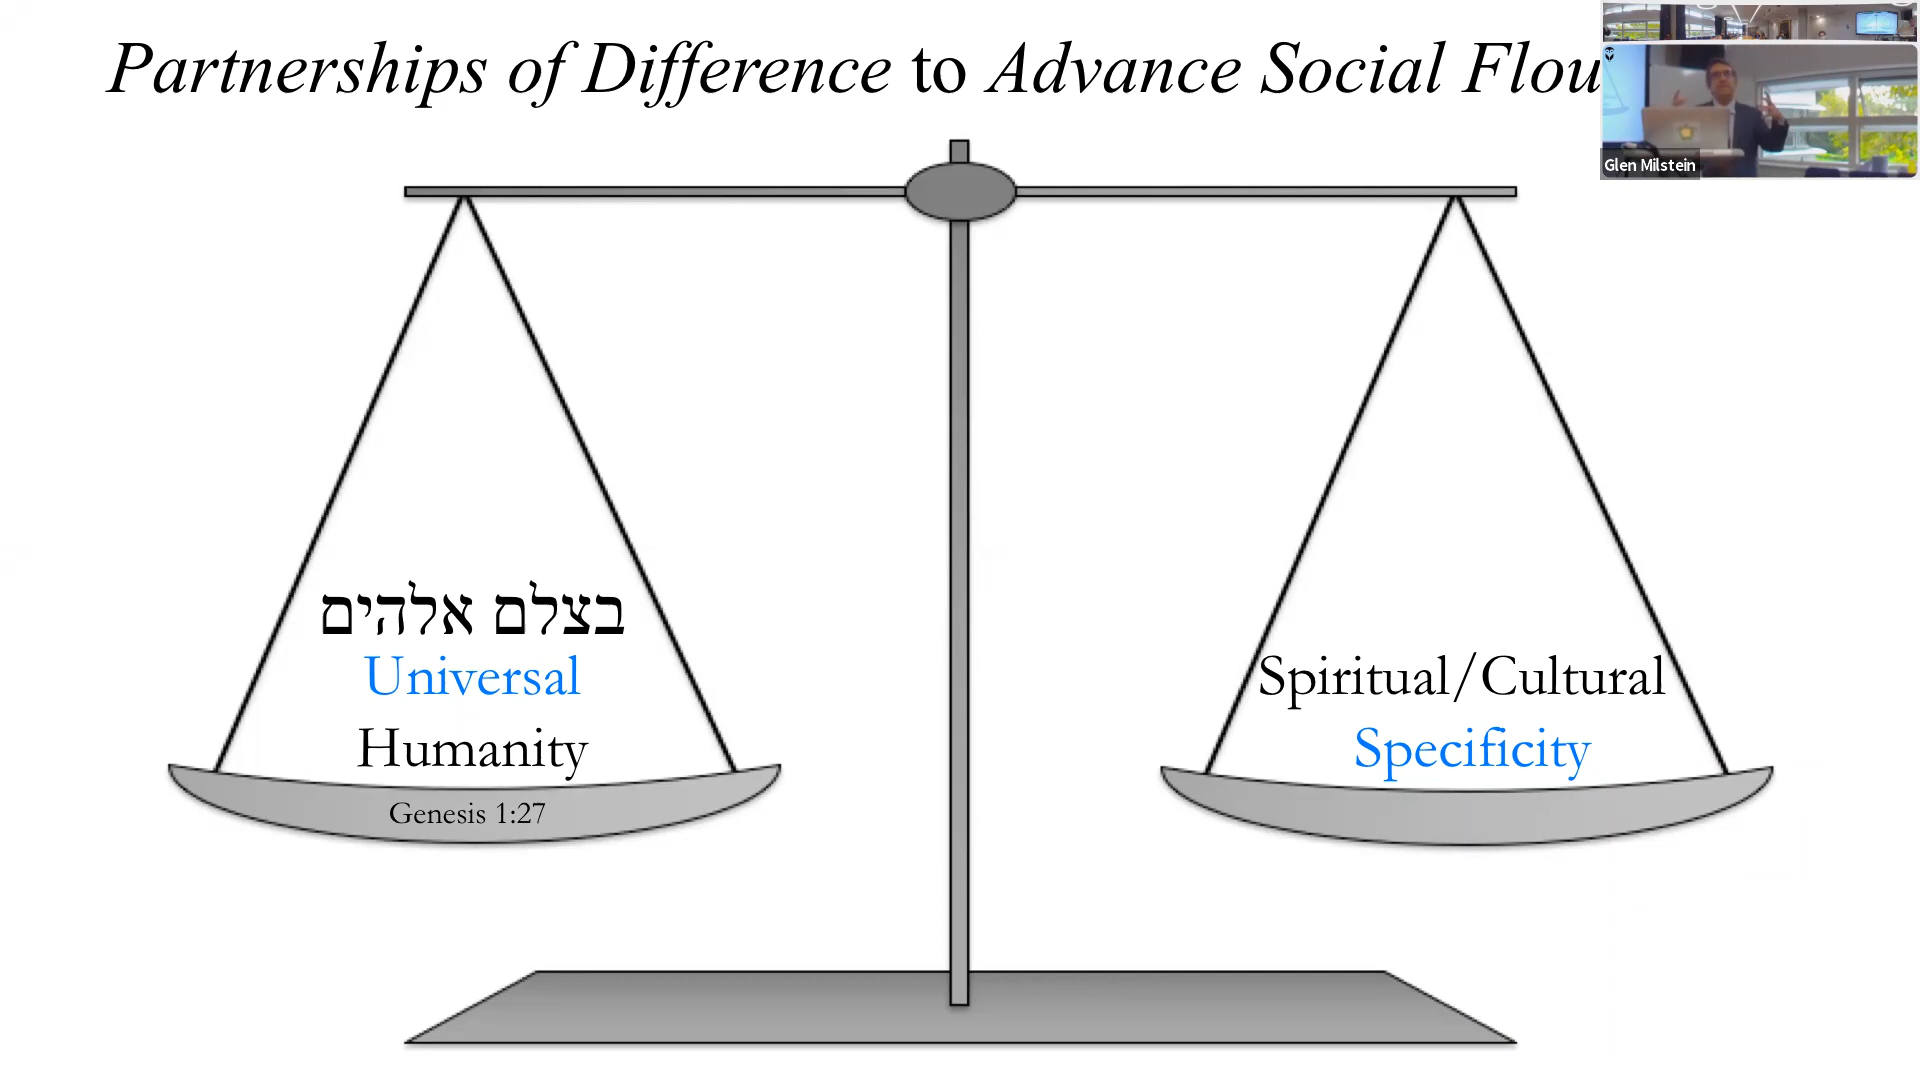 Partnerships of Difference to Advance Social Flou
Glen Milstein
בצלם אלהים
Universal
Humanity
Genesis 1:27
Spiritual/Cultural
Specificity